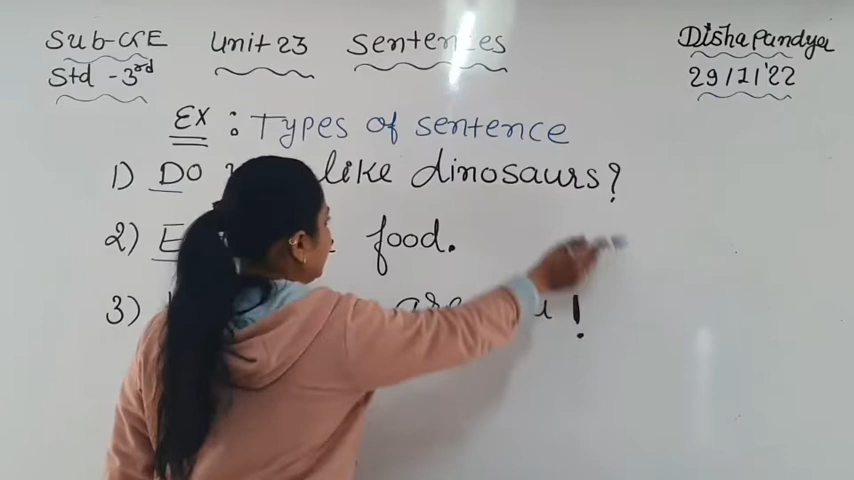 Sub-CRE Unit 23 Sentences Disha Pandya
Std - 3rd 29/11/'22
Ex : Types of sentence
1) Do like dinosaurs?
2) E food.
3) are !